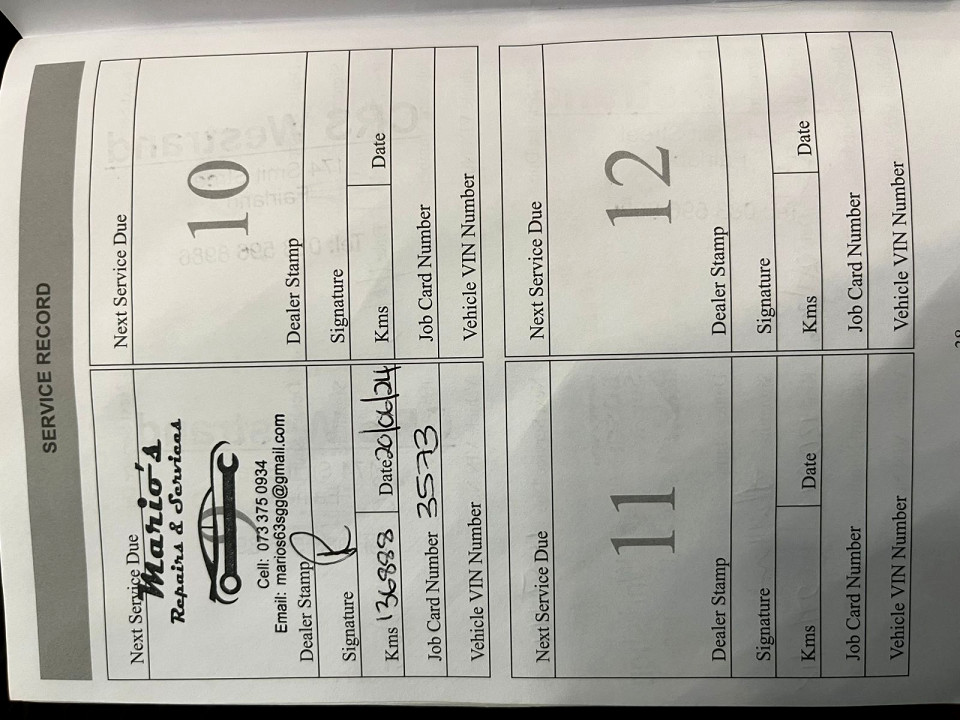 SERVICE RECORD
Next Service Due
Mario's
Repairs & Services
Cell: 073 375 0934
Email: marios63sgg@gmail.com
Dealer Stamp
Signature
Kms 136888 Date 20/06/24
Job Card Number 3573
Vehicle VIN Number
Next Service Due
10
Dealer Stamp
Signature
Kms Date
Job Card Number
Vehicle VIN Number
Next Service Due
11
Dealer Stamp
Signature
Kms Date
Job Card Number
Vehicle VIN Number
Next Service Due
12
Dealer Stamp
Signature
Kms Date
Job Card Number
Vehicle VIN Number